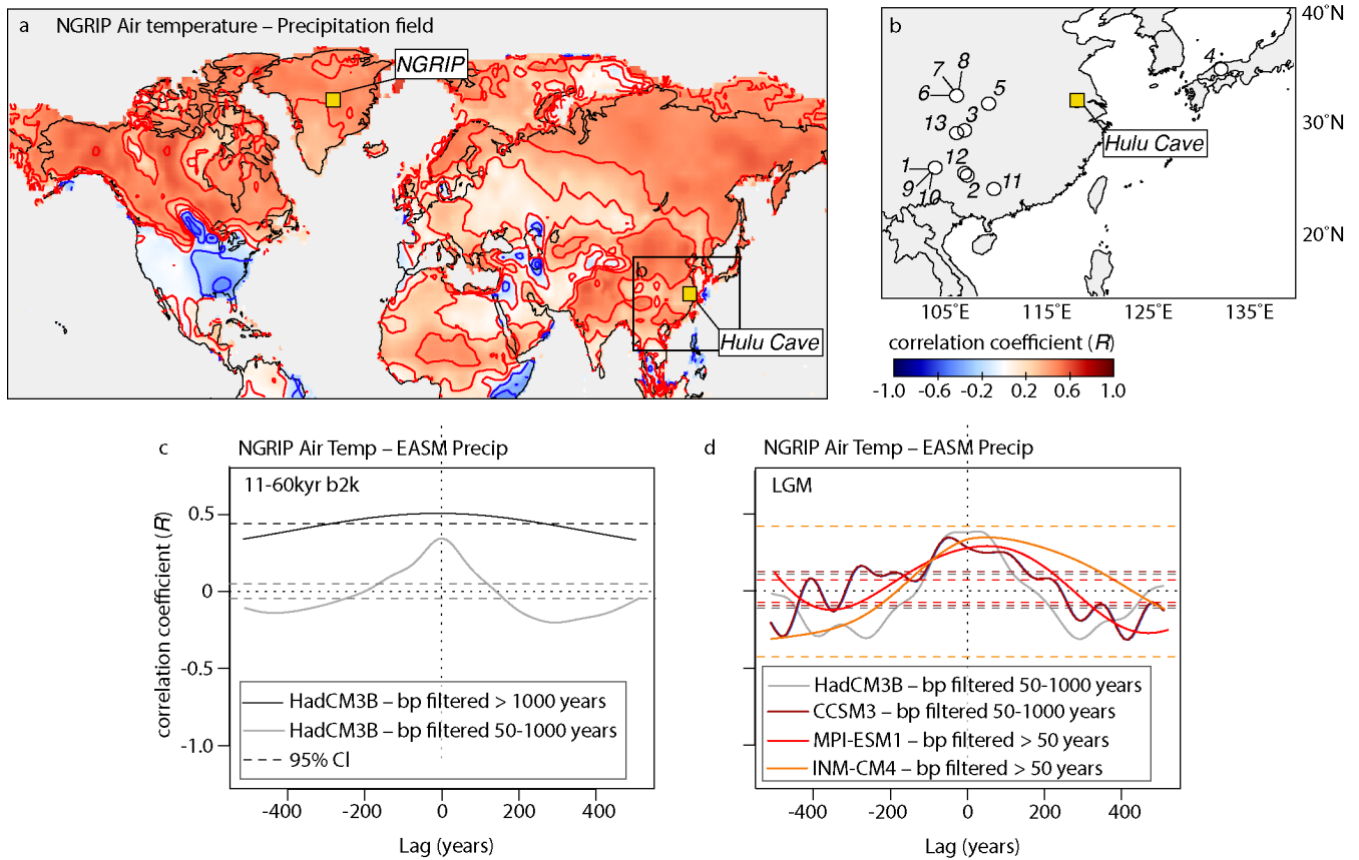 a NGRIP Air temperature – Precipitation field
NGRIP
b
Hulu Cave
b
40°N
30°N
20°N
7
8
6
5
3
4
13
1
12
9
10
2
11
Hulu Cave
105°E
115°E
125°E
135°E
correlation coefficient (R)
-1.0 -0.6 -0.2 0.2 0.6 1.0
c NGRIP Air Temp – EASM Precip
11-60kyr b2k
correlation coefficient (R)
0.5
0
-0.5
-1.0
HadCM3B – bp filtered > 1000 years
HadCM3B – bp filtered 50-1000 years
95% CI
-400 -200 0 200 400
Lag (years)
d NGRIP Air Temp – EASM Precip
LGM
HadCM3B – bp filtered 50-1000 years
CCSM3 – bp filtered 50-1000 years
MPI-ESM1 – bp filtered > 50 years
INM-CM4 – bp filtered > 50 years
-400 -200 0 200 400
Lag (years)